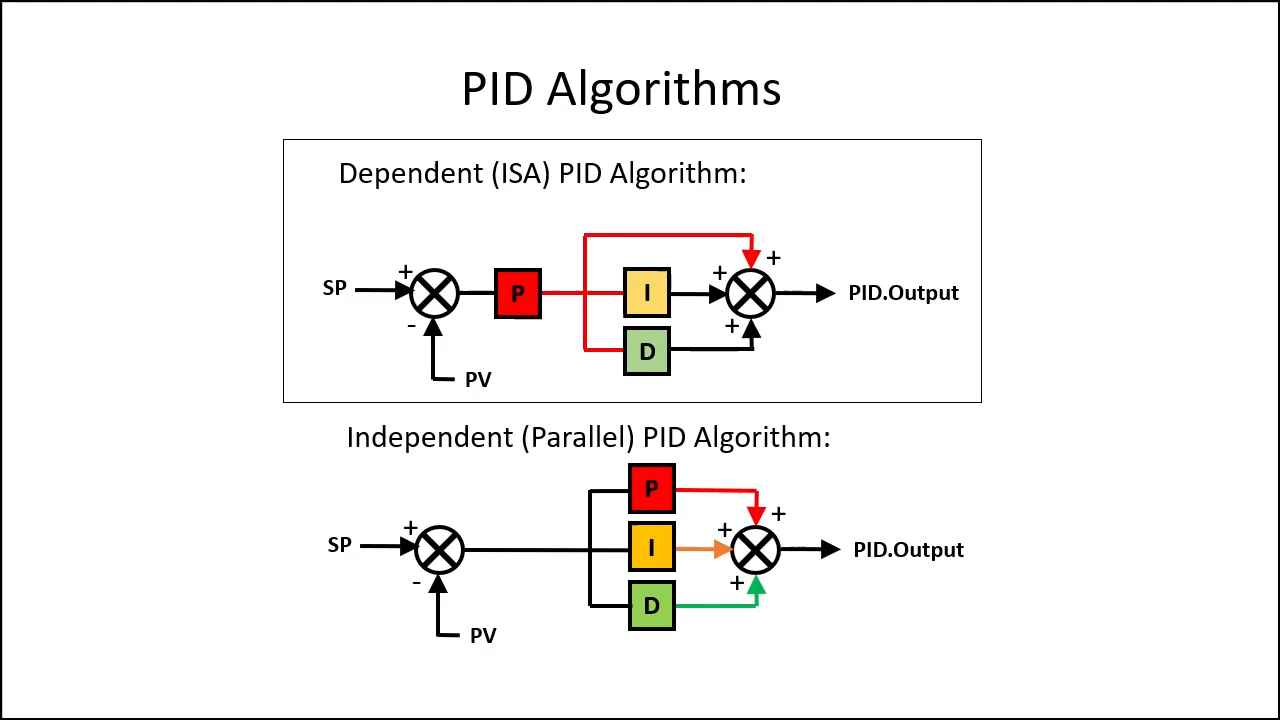 PID Algorithms
Dependent (ISA) PID Algorithm:
+
+
+
SP
P
I
PID.Output
-
+
D
PV
Independent (Parallel) PID Algorithm:
P
+
+
+
SP
I
PID.Output
-
+
D
PV